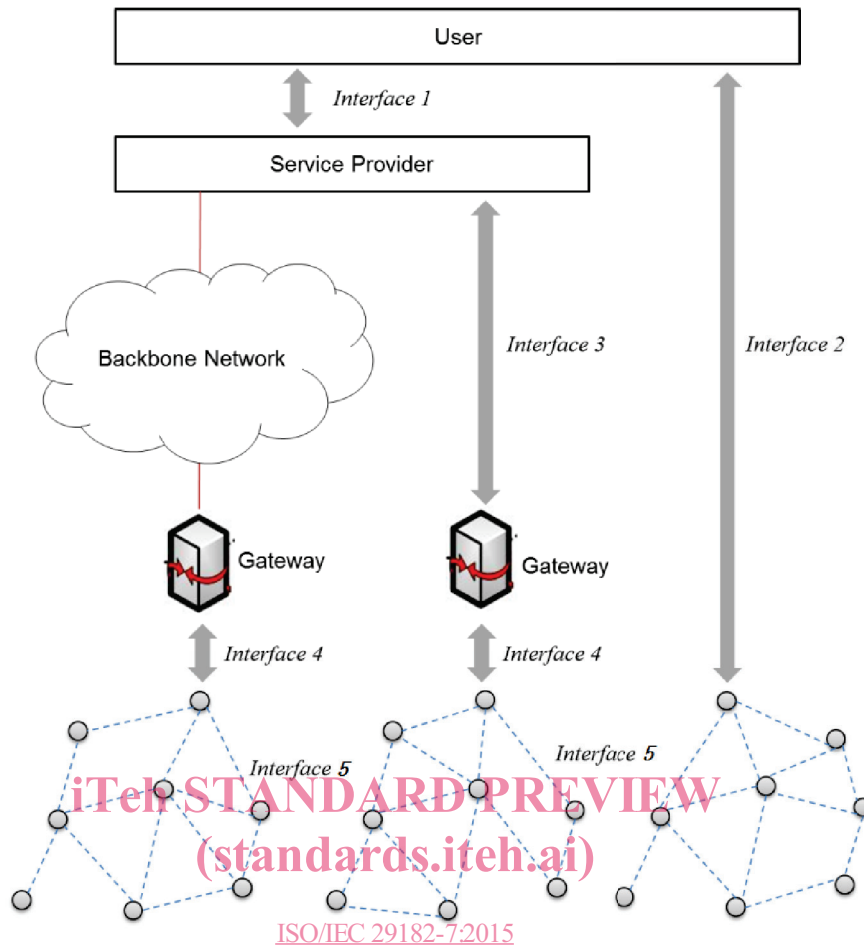 User
Interface 1
Service Provider
Interface 3
Interface 2
Backbone Network
Gateway
Gateway
Interface 4
Interface 4
Interface 5
Interface 5
iTeh STANDARD PREVIEW
(standards.iteh.ai)
ISO/IEC 29182-7:2015